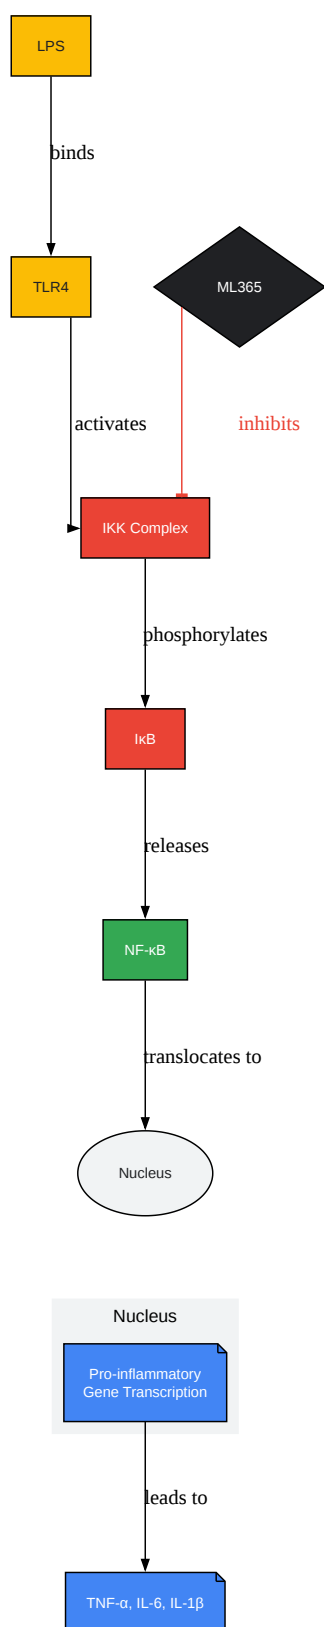 LPS
binds
TLR4
ML365
activates
inhibits
IKK Complex
phosphorylates
IκB
releases
NF-κB
translocates to
Nucleus
Nucleus
Pro-inflammatory
Gene Transcription
leads to
TNF-α, IL-6, IL-1β